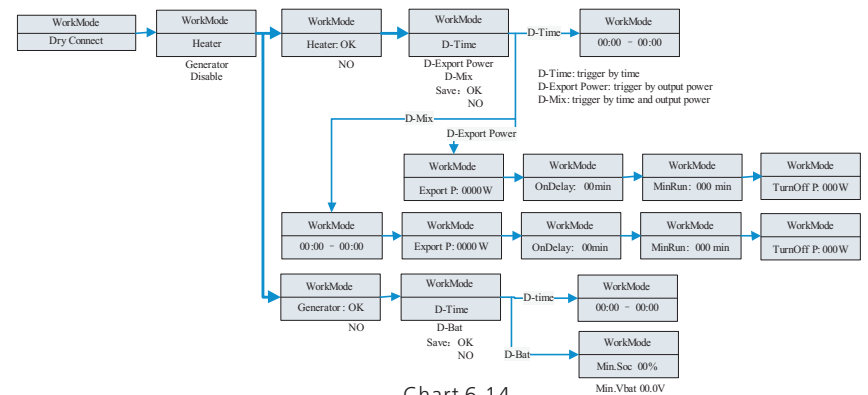 WorkMode
Dry Connect
WorkMode
Heater
Generator
Disable
WorkMode
Heater: OK
NO
WorkMode
D-Time
D-Export Power
D-Mix
Save: OK
NO
D-Time
WorkMode
00:00 - 00:00
D-Time: trigger by time
D-Export Power: trigger by output power
D-Mix: trigger by time and output power
D-Mix
D-Export Power
WorkMode
Export P: 0000W
WorkMode
OnDelay: 00min
WorkMode
MinRun: 000 min
WorkMode
TurnOff P: 000W
WorkMode
00:00 - 00:00
WorkMode
Export P: 0000W
WorkMode
OnDelay: 00min
WorkMode
MinRun: 000 min
WorkMode
TurnOff P: 000W
WorkMode
Generator: OK
NO
WorkMode
D-Time
D-Bat
Save: OK
NO
D-time
WorkMode
00:00 - 00:00
D-Bat
WorkMode
Min.Soc 00%
Min.Vbat 00.0V
Chart 6-14